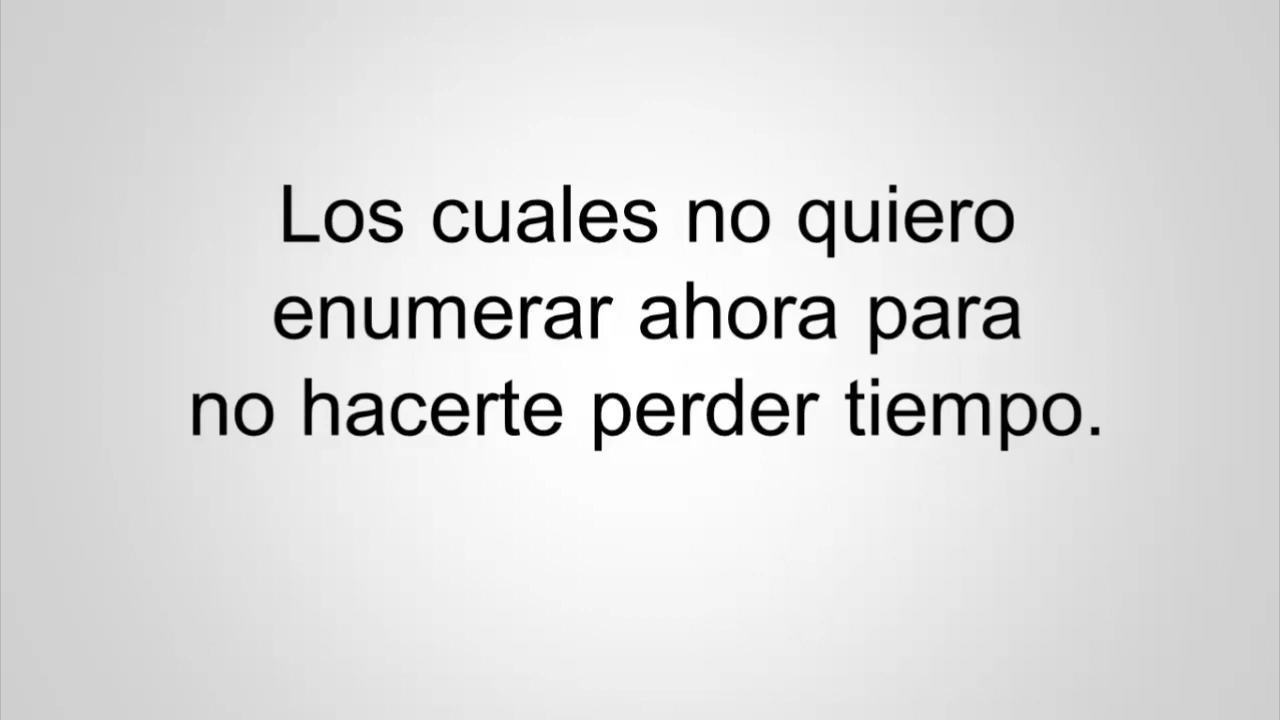 Los cuales no quiero
enumerar ahora para
no hacerte perder tiempo.